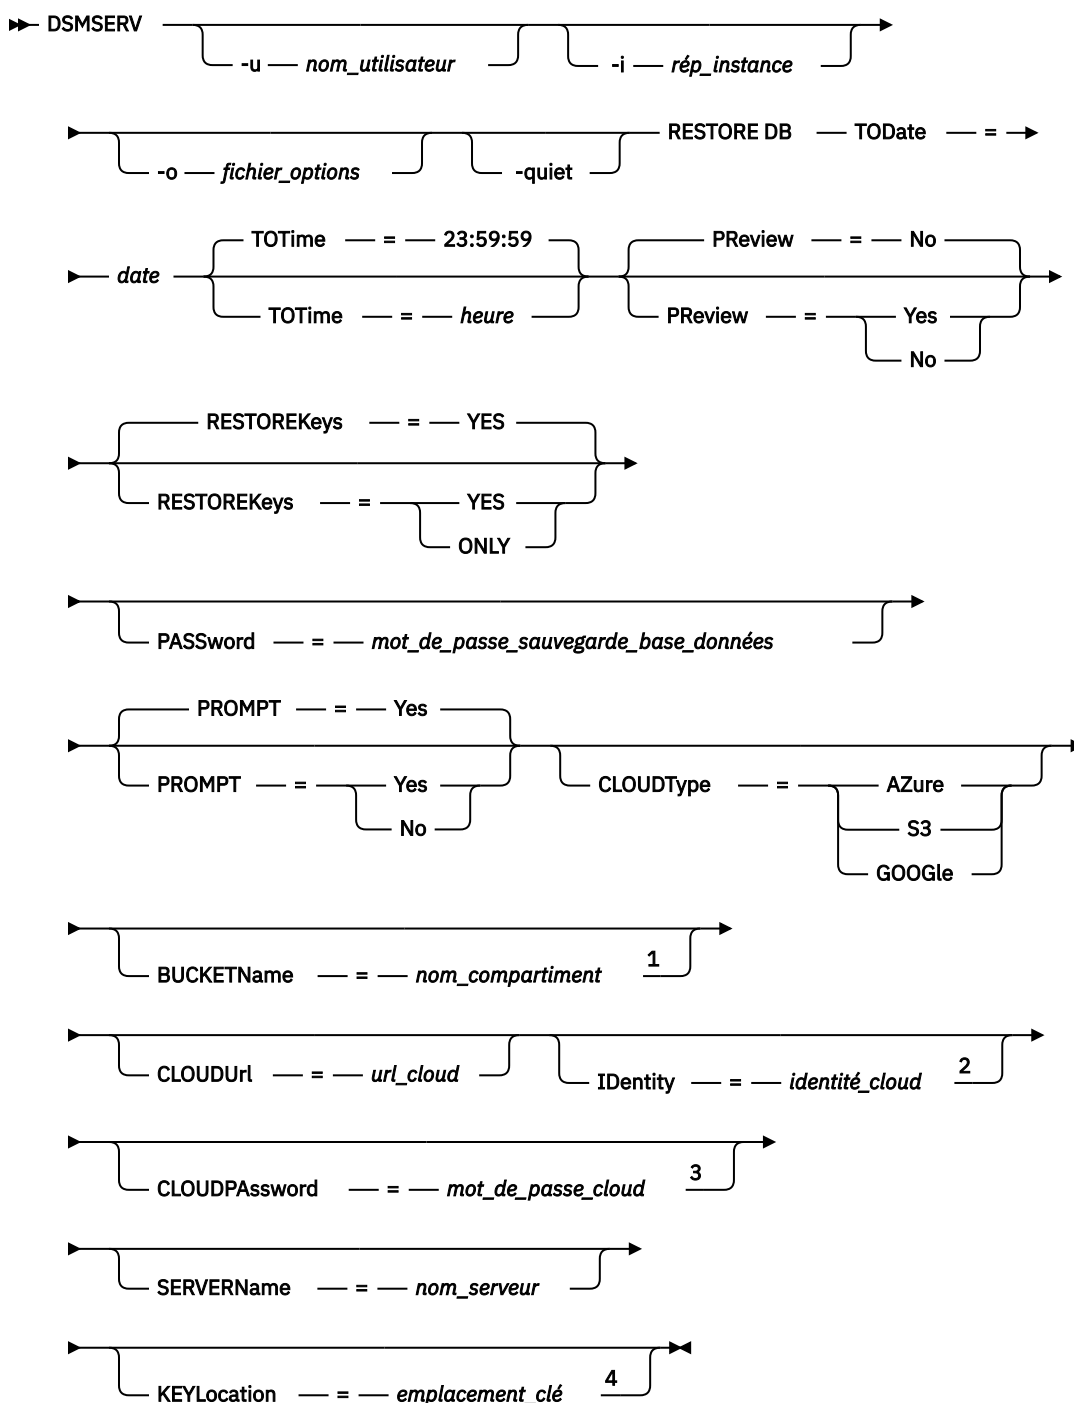 DSMSERV
-u nom_utilisateur -i rép_instance
-o fichier_options -quiet RESTORE DB TODate =
TOTime = 23:59:59 PReview = No
date
TOTime = heure PReview = Yes
No
RESTOREKeys = YES
RESTOREKeys = YES
ONLY
PASSword = mot_de_passe_sauvegarde_base_données
PROMPT = Yes
PROMPT = Yes CLOUDType = AZure
No S3
GOOGle
BUCKETName = nom_compartiment 1
CLOUDUrl = url_cloud IDentity = identité_cloud 2
CLOUDPAssword = mot_de_passe_cloud 3
SERVERName = nom_serveur
KEYLocation = emplacement_clé 4